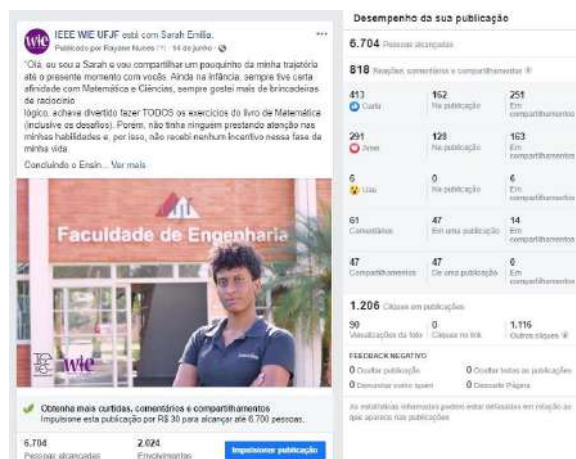 wie
IEEE WIE UFJF está com Sarah Emília.
Publicado por Rayane Nunes
14 de junho
"Olá, eu sou a Sarah e vou compartilhar um pouquinho da minha trajetória
até o presente momento com vocês. Ainda na infância, sempre tive certa
afinidade com Matemática e Ciências, sempre gostei mais de brincadeiras
de raciocínio
lógico, achava divertido fazer TODOS os exercícios do livro de Matemática
(inclusive os desafios). Porém, não tinha ninguém prestando atenção nas
minhas habilidades e, por isso, não recebi nenhum incentivo nessa fase da
minha vida.
Concluindo o Ensin... Ver mais
Faculdade de Engenharia
wie
Obtenha mais curtidas, comentários e compartilhamentos
Impulsione esta publicação por R$ 30 para alcançar até 6.700 pessoas.
6.704
Pessoas alcançadas
2.024
Envolvimentos
Impulsionar publicação
Desempenho da sua publicação
6.704 Pessoas alcançadas
818 Reações, comentários e compartilhamentos
413
Curtir
162
Na publicação
251
Em
compartilhamentos
291
Amei
128
Na publicação
163
Em
compartilhamentos
6
Uau
0
Na publicação
6
Em
compartilhamentos
61
Comentários
47
Em uma publicação
14
Em
compartilhamentos
47
Compartilhamentos
47
De uma publicação
0
Em
compartilhamentos
1.206 Cliques em publicações
90
Visualizações da foto
0
Cliques no link
1.116
Outros cliques
FEEDBACK NEGATIVO
0 Ocultar publicação
0 Ocultar todas as publicações
0 Denunciar como spam
0 Descurtir Página
As estatísticas informadas podem estar defasadas em relação ao
que aparece nas publicações